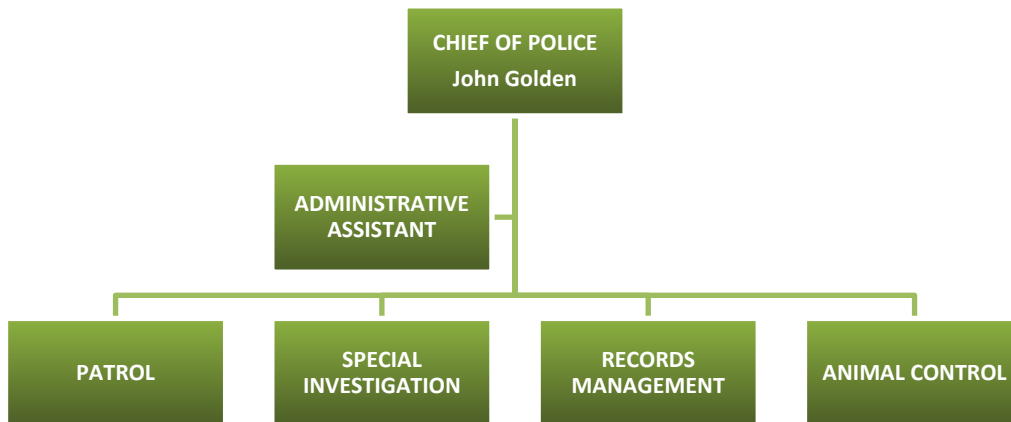 CHIEF OF POLICE
John Golden
ADMINISTRATIVE
ASSISTANT
PATROL
SPECIAL
INVESTIGATION
RECORDS
MANAGEMENT
ANIMAL CONTROL